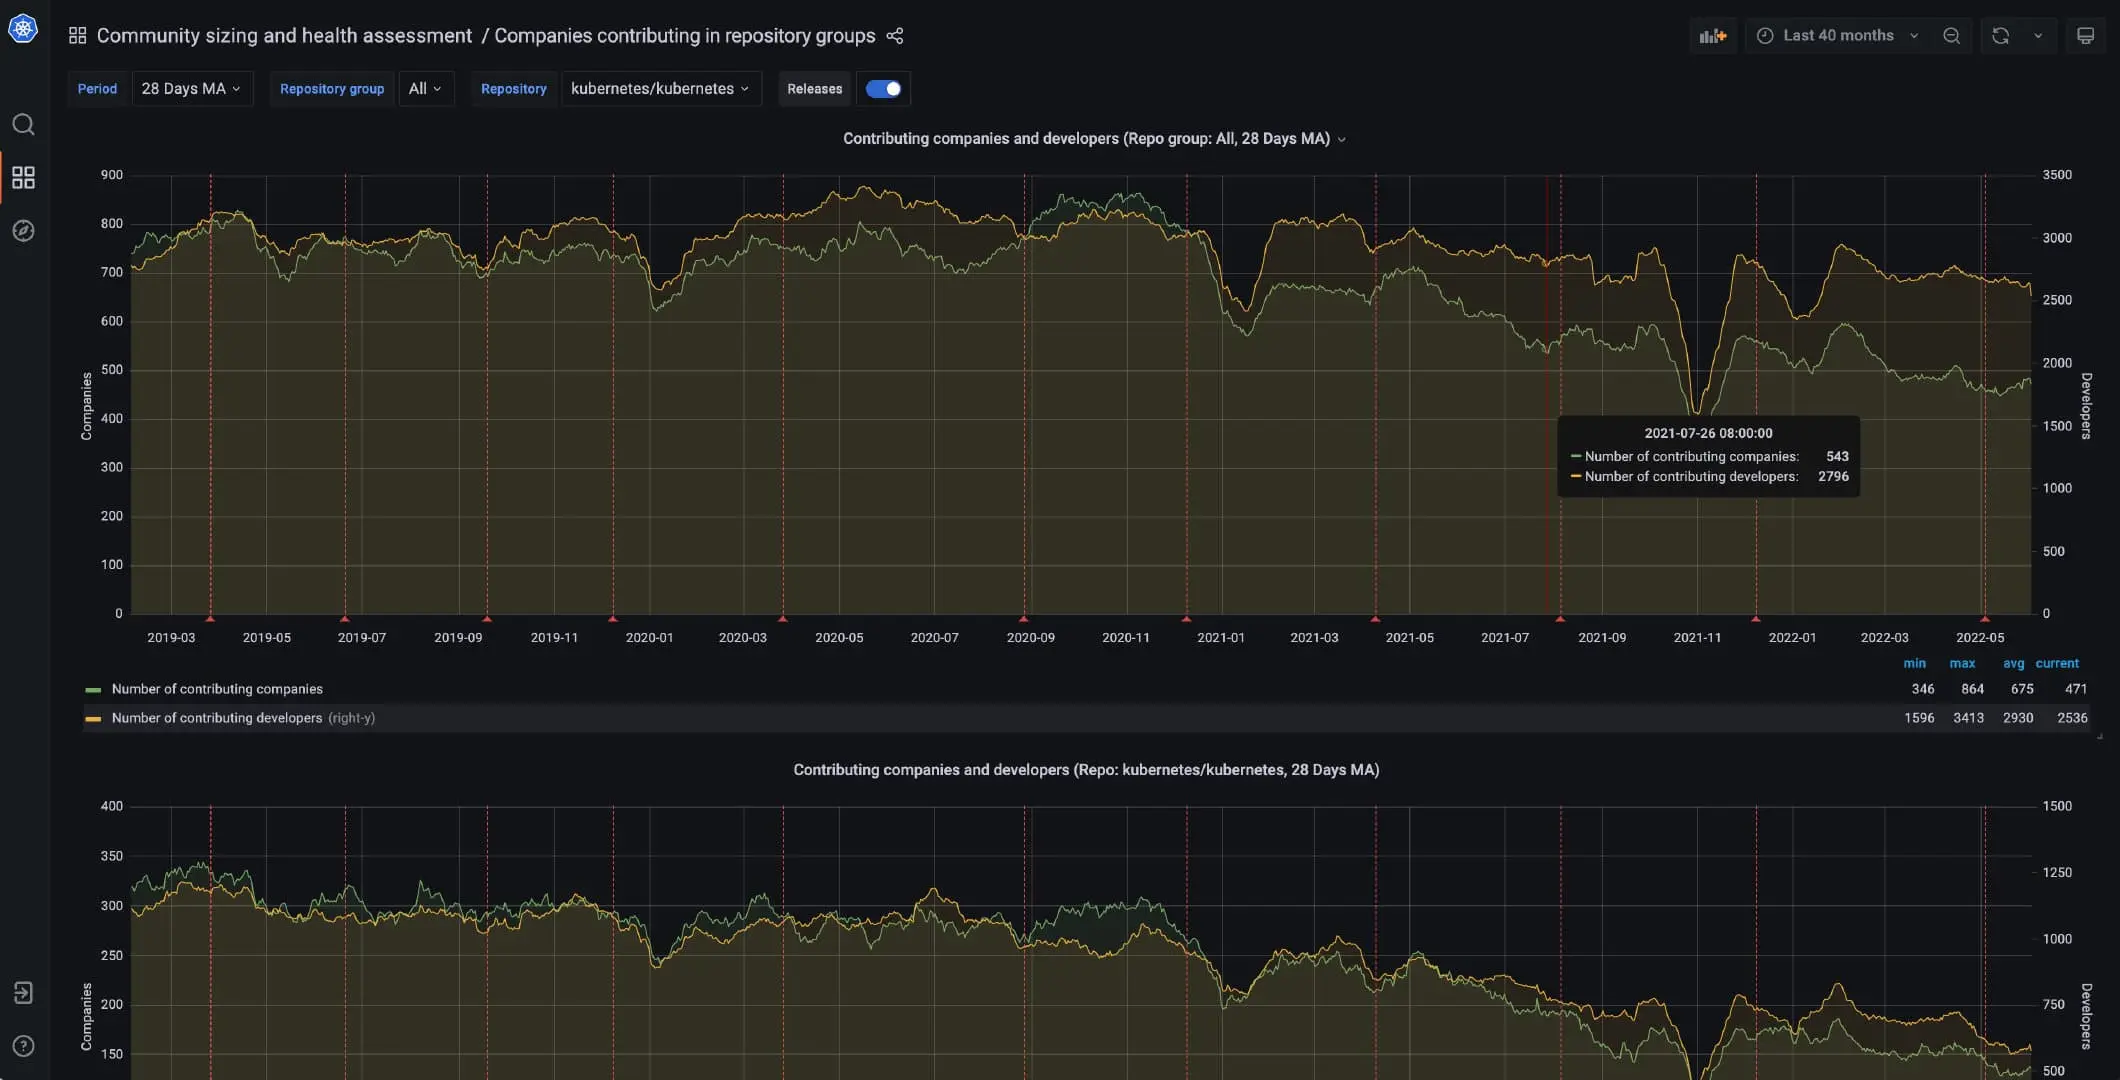 Community sizing and health assessment / Companies contributing in repository groups
Last 40 months
Period 28 Days MA Repository group All Repository kubernetes/kubernetes Releases
Contributing companies and developers (Repo group: All, 28 Days MA)
900 3500
800 3000
700 2500
600 2000
500 1500
400 1000
300 500
200 0
100
0
Companies
Developers
2021-07-26 08:00:00
Number of contributing companies: 543
Number of contributing developers: 2796
2019-03 2019-05 2019-07 2019-09 2019-11 2020-01 2020-03 2020-05 2020-07 2020-09 2020-11 2021-01 2021-03 2021-05 2021-07 2021-09 2021-11 2022-01 2022-03 2022-05
min max avg current
Number of contributing companies 346 864 675 471
Number of contributing developers (right-y) 1596 3413 2930 2536
Contributing companies and developers (Repo: kubernetes/kubernetes, 28 Days MA)
400 1500
350 1250
300 1000
250 750
200 500
150
Companies
Developers